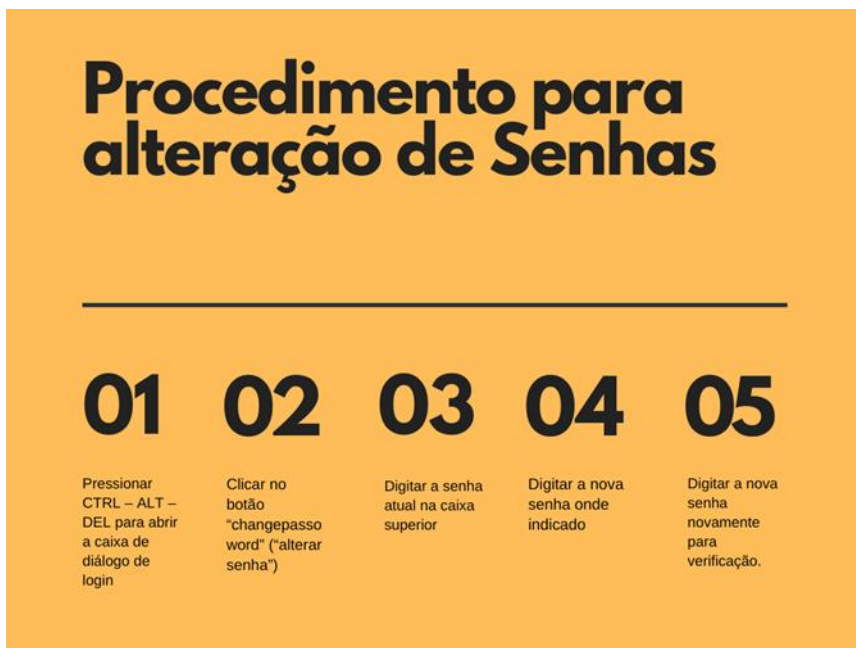 Procedimento para
alteração de Senhas
01
Pressionar
CTRL – ALT –
DEL para abrir
a caixa de
diálogo de
login
02
Clicar no
botão
“changepasso
word” (“alterar
senha”)
03
Digitar a senha
atual na caixa
superior
04
Digitar a nova
senha onde
indicado
05
Digitar a nova
senha
novamente
para
verificação.